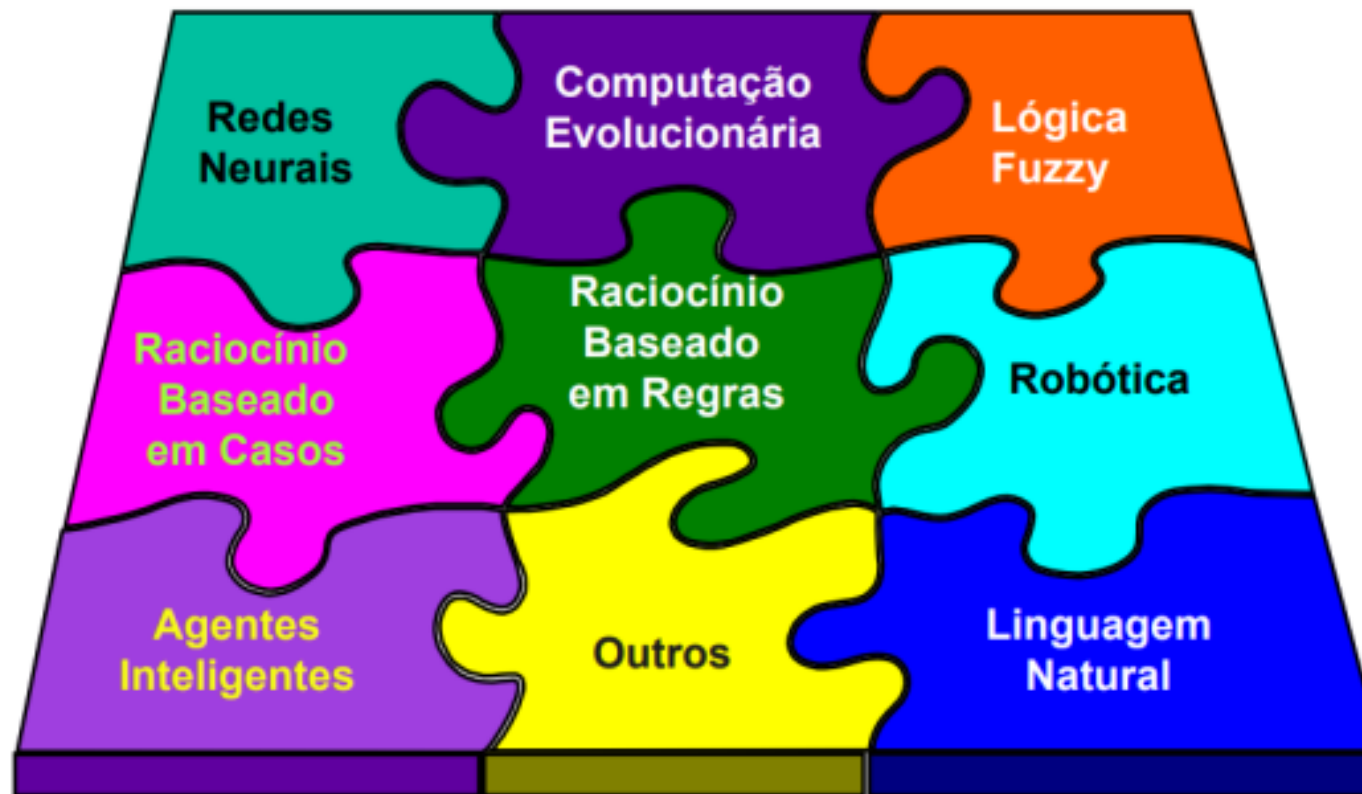 Redes
Neurais
Computação
Evolucionária
Lógica
Fuzzy
Raciocínio
Baseado
em Casos
Raciocínio
Baseado
em Regras
Robótica
Agentes
Inteligentes
Outros
Linguagem
Natural